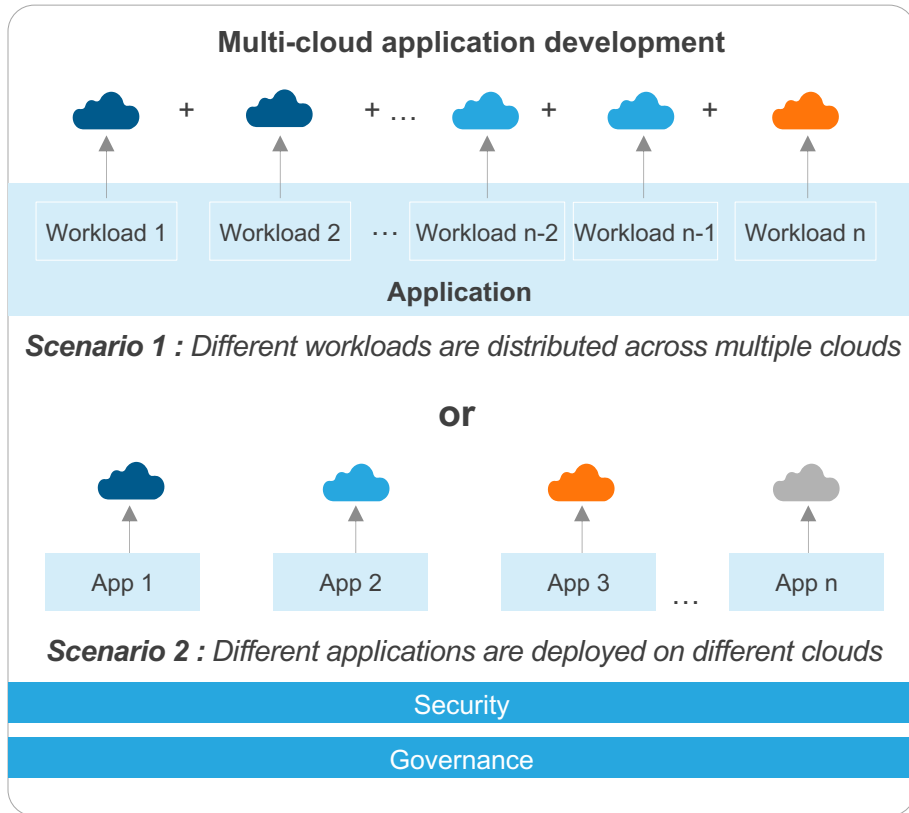 Multi-cloud application development
+ + ... + +
Workload 1 Workload 2 ... Workload n-2 Workload n-1 Workload n
Application
Scenario 1 : Different workloads are distributed across multiple clouds
or
App 1 App 2 App 3 ... App n
Scenario 2 : Different applications are deployed on different clouds
Security
Governance